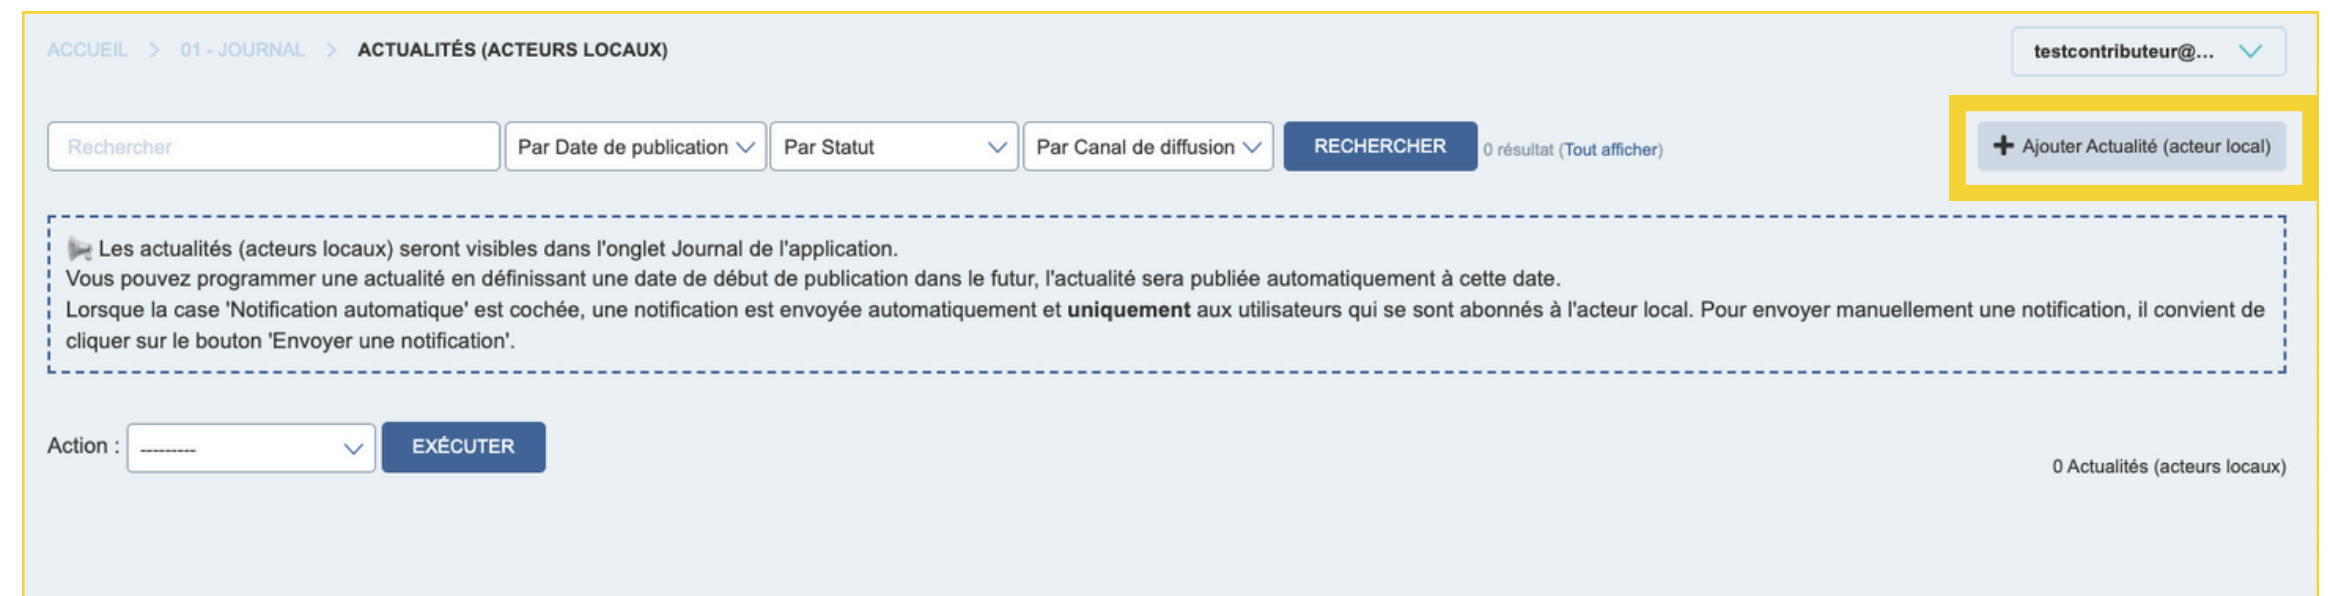 ACCUEIL > 01 - JOURNAL > ACTUALITÉS (ACTEURS LOCAUX)
testcontributeur@...
Rechercher
Par Date de publication
Par Statut
Par Canal de diffusion
RECHERCHER
0 résultat (Tout afficher)
+ Ajouter Actualité (acteur local)
Les actualités (acteurs locaux) seront visibles dans l'onglet Journal de l'application.
Vous pouvez programmer une actualité en définissant une date de début de publication dans le futur, l'actualité sera publiée automatiquement à cette date.
Lorsque la case 'Notification automatique' est cochée, une notification est envoyée automatiquement et uniquement aux utilisateurs qui se sont abonnés à l'acteur local. Pour envoyer manuellement une notification, il convient de
cliquer sur le bouton 'Envoyer une notification'.
Action : ---------
EXÉCUTER
0 Actualités (acteurs locaux)